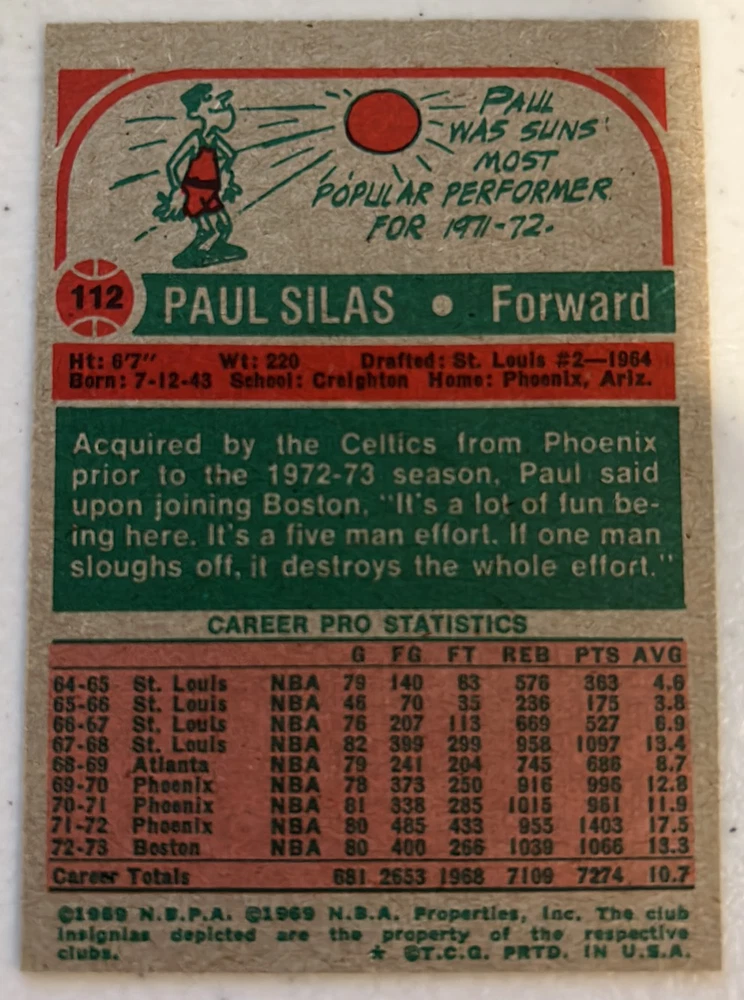 PAUL
WAS SUNS'
MOST
POPULAR PERFORMER
FOR 1971-72.
112 PAUL SILAS • Forward
Ht: 6'7" Wt: 220 Drafted: St. Louis #2—1964
Born: 7-12-43 School: Creighton Home: Phoenix, Ariz.
Acquired by the Celtics from Phoenix
prior to the 1972-73 season, Paul said
upon joining Boston, "It's a lot of fun be-
ing here. It's a five man effort. If one man
sloughs off, it destroys the whole effort."
CAREER PRO STATISTICS
G FG FT REB PTS AVG
64-65 St. Louis NBA 79 140 83 576 363 4.6
65-66 St. Louis NBA 46 70 35 236 175 3.8
66-67 St. Louis NBA 76 207 113 669 527 6.9
67-68 St. Louis NBA 82 399 299 958 1097 13.4
68-69 Atlanta NBA 79 241 204 745 686 8.7
69-70 Phoenix NBA 78 373 250 916 996 12.8
70-71 Phoenix NBA 81 338 285 1015 961 11.9
71-72 Phoenix NBA 80 485 433 955 1403 17.5
72-73 Boston NBA 80 400 266 1039 1066 13.3
Career Totals 681 2653 1968 7109 7274 10.7
©1969 N.B.P.A. ©1969 N.B.A. Properties, Inc. The club
insignias depicted are the property of the respective
clubs. ★ ©T.C.G. PRTD. IN U.S.A.